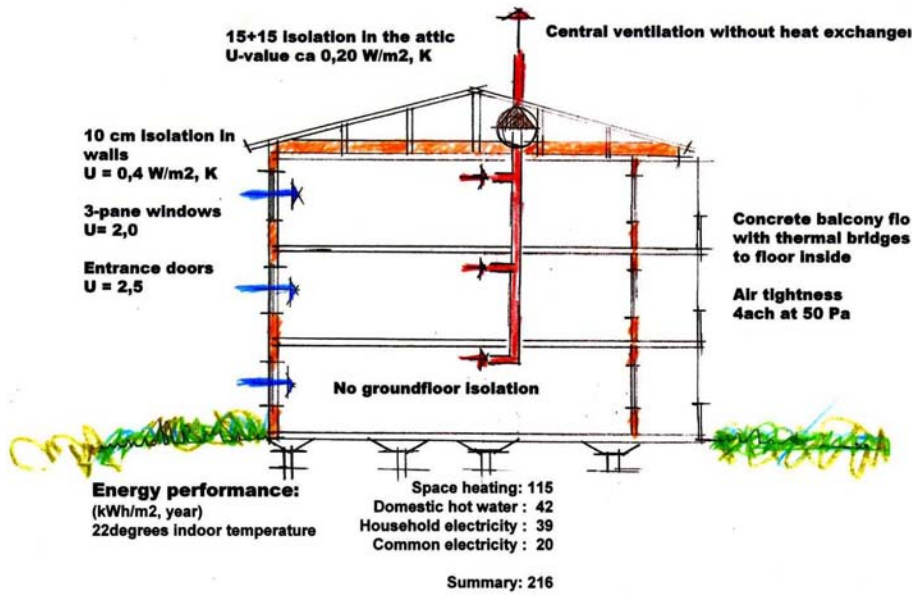 15+15 isolation in the attic
U-value ca 0,20 W/m2, K
Central ventilation without heat exchanger
10 cm isolation in
walls
U = 0,4 W/m2, K
3-pane windows
U= 2,0
Entrance doors
U = 2,5
Concrete balcony flo
with thermal bridges
to floor inside
Air tightness
4ach at 50 Pa
No groundfloor isolation
Energy performance:
(kWh/m2, year)
22degrees indoor temperature
Space heating: 115
Domestic hot water : 42
Household electricity : 39
Common electricity : 20
Summary: 216